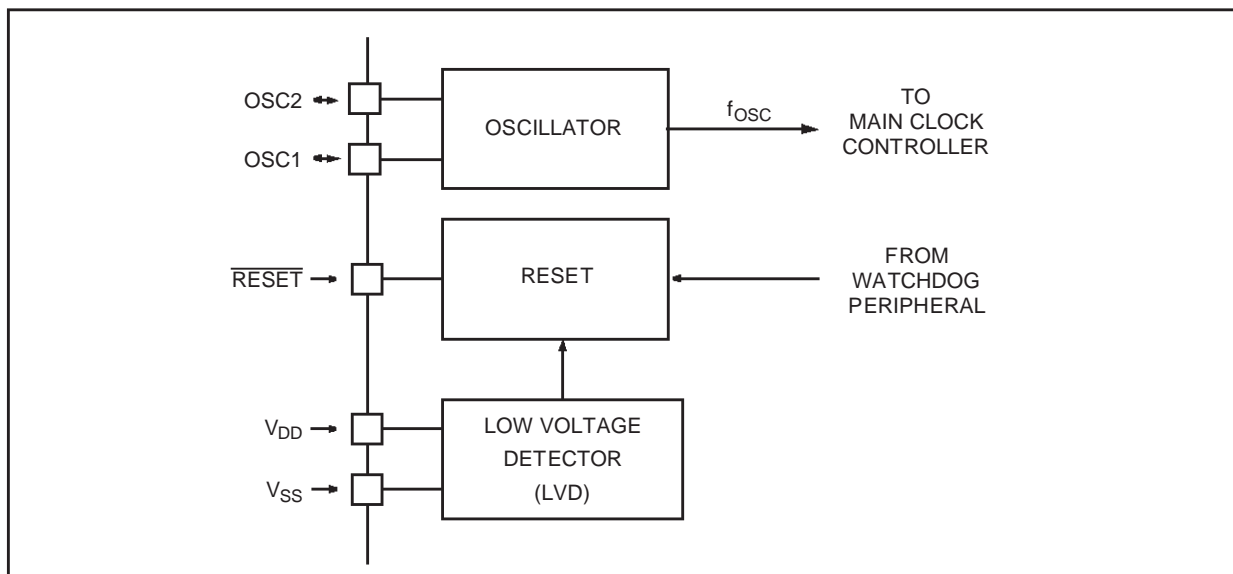 OSC2
OSC1
OSCILLATOR
fOSC
TO
MAIN CLOCK
CONTROLLER
RESET
RESET
FROM
WATCHDOG
PERIPHERAL
VDD
VSS
LOW VOLTAGE
DETECTOR
(LVD)